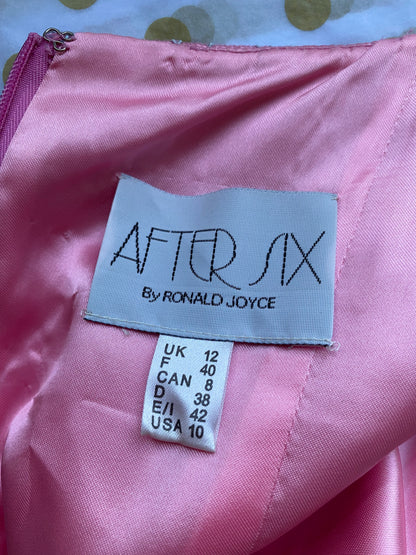 AFTER SIX
By RONALD JOYCE
UK 12
F 40
CAN 8
D 38
E/I 42
USA 10